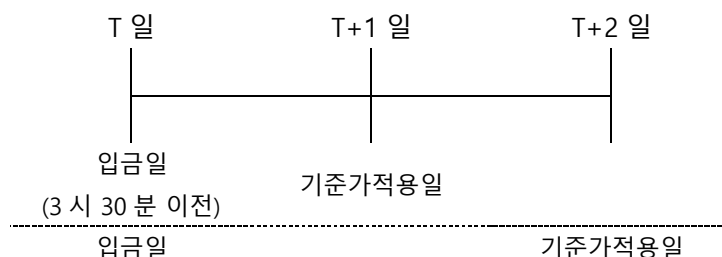 T 일 T+1 일 T+2 일
입금일
(3 시 30 분 이전)
기준가적용일
입금일 기준가적용일